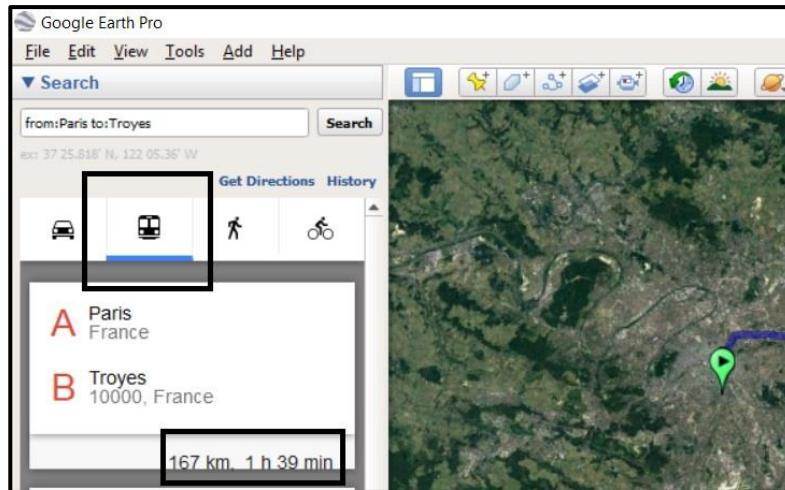 Google Earth Pro
File Edit View Tools Add Help
▼ Search
from:Paris to:Troyes Search
ex: 37 25.818' N, 122 05.36' W
Get Directions History
A Paris
France
B Troyes
10000, France
167 km, 1 h 39 min